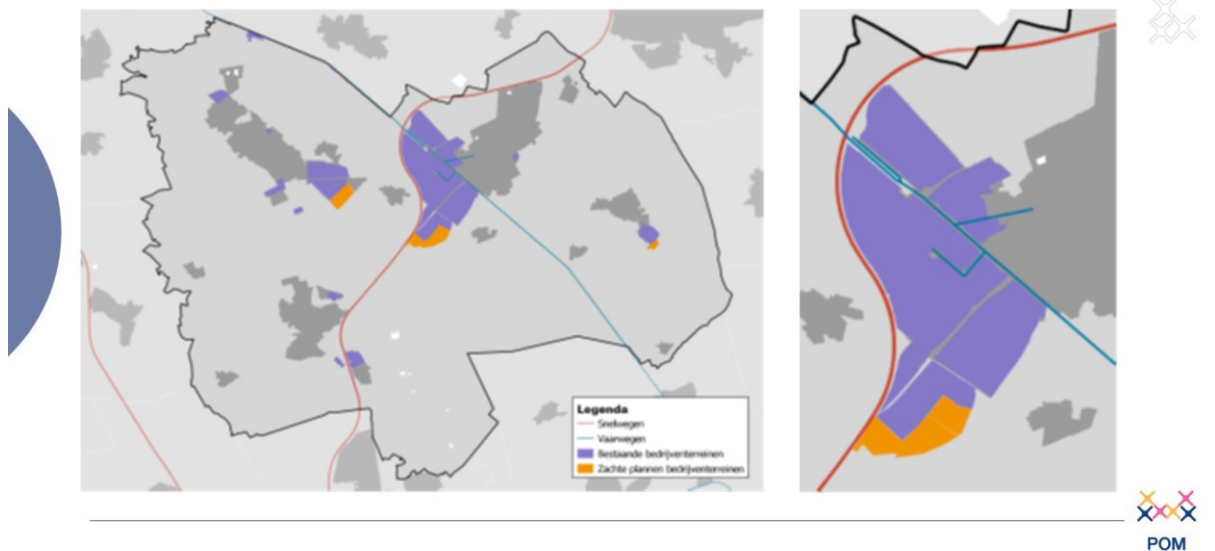 Legenda
Snelwegen
Vaarwegen
Bestaande bedrijventerreinen
Zachte plannen bedrijventerreinen
POM